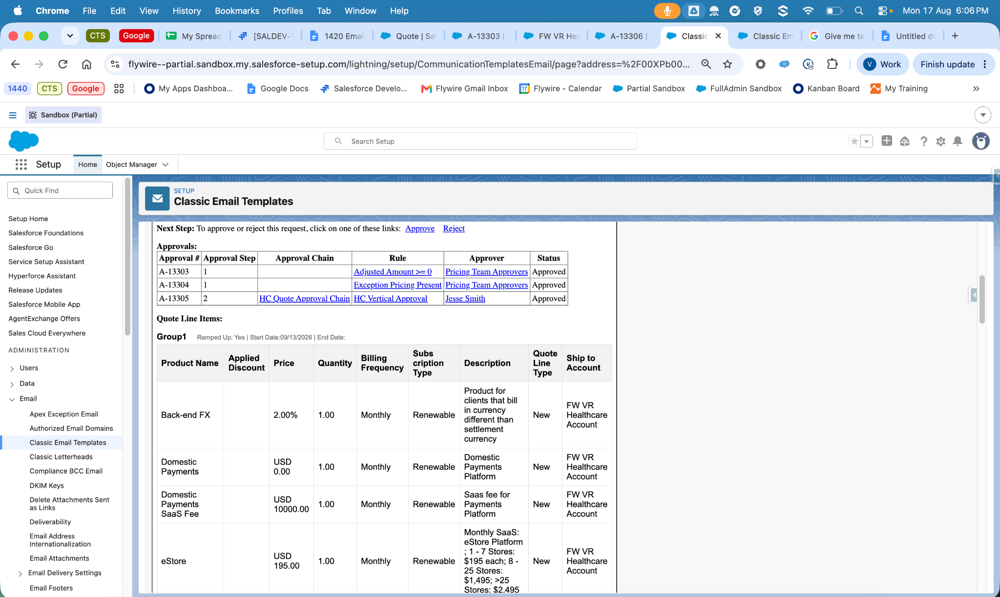 Chrome File Edit View History Bookmarks Profiles Tab Window Help Mon 17 Aug 6:06 PM
CTS Google My Spread [SALDEV-1 1420 Email Quote | Sal A-13303 | FW VR Hea A-13306 | Classic Classic Em Give me te Untitled do
flywire--partial.sandbox.my.salesforce-setup.com/lightning/setup/CommunicationTemplatesEmail/page?address=%2F00XPb00... V Work Finish update
1440 CTS Google My Apps Dashboa... Google Docs Salesforce Develo... Flywire Gmail Inbox 17 Flywire - Calendar Partial Sandbox FullAdmin Sandbox Kanban Board My Training »
Sandbox (Partial)
Search Setup
Setup Home Object Manager
Quick Find
Setup Home
Salesforce Foundations
Salesforce Go
Service Setup Assistant
Hyperforce Assistant
Release Updates
Salesforce Mobile App
AgentExchange Offers
Sales Cloud Everywhere
ADMINISTRATION
Users
Data
Email
Apex Exception Email
Authorized Email Domains
Classic Email Templates
Classic Letterheads
Compliance BCC Email
DKIM Keys
Delete Attachments Sent
as Links
Deliverability
Email Address
Internationalization
Email Attachments
Email Delivery Settings
Email Footers
SETUP
Classic Email Templates
Next Step: To approve or reject this request, click on one of these links: Approve Reject
Approvals:
Approval # Approval Step Approval Chain Rule Approver Status
A-13303 1 Adjusted Amount >= 0 Pricing Team Approvers Approved
A-13304 1 Exception Pricing Present Pricing Team Approvers Approved
A-13305 2 HC Quote Approval Chain HC Vertical Approval Jesse Smith Approved
Quote Line Items:
Group1 Ramped Up: Yes | Start Date:09/13/2026 | End Date:
Product Name
Applied
Discount
Price
Quantity
Billing
Frequency
Subs
cription
Type
Description
Quote
Line
Type
Ship to
Account
Back-end FX
2.00%
1.00
Monthly
Renewable
Product for
clients that bill
in currency
different than
settlement
currency
New
FW VR
Healthcare
Account
Domestic
Payments
USD
0.00
1.00
Monthly
Renewable
Domestic
Payments
Platform
New
FW VR
Healthcare
Account
Domestic
Payments
SaaS Fee
USD
10000.00
1.00
Monthly
Renewable
Saas fee for
Payments
Platform
New
FW VR
Healthcare
Account
eStore
USD
195.00
1.00
Monthly
Renewable
Monthly SaaS:
eStore Platform
; 1 - 7 Stores:
$195 each; 8 -
25 Stores:
$1,495; >25
Stores: $2,495
New
FW VR
Healthcare
Account